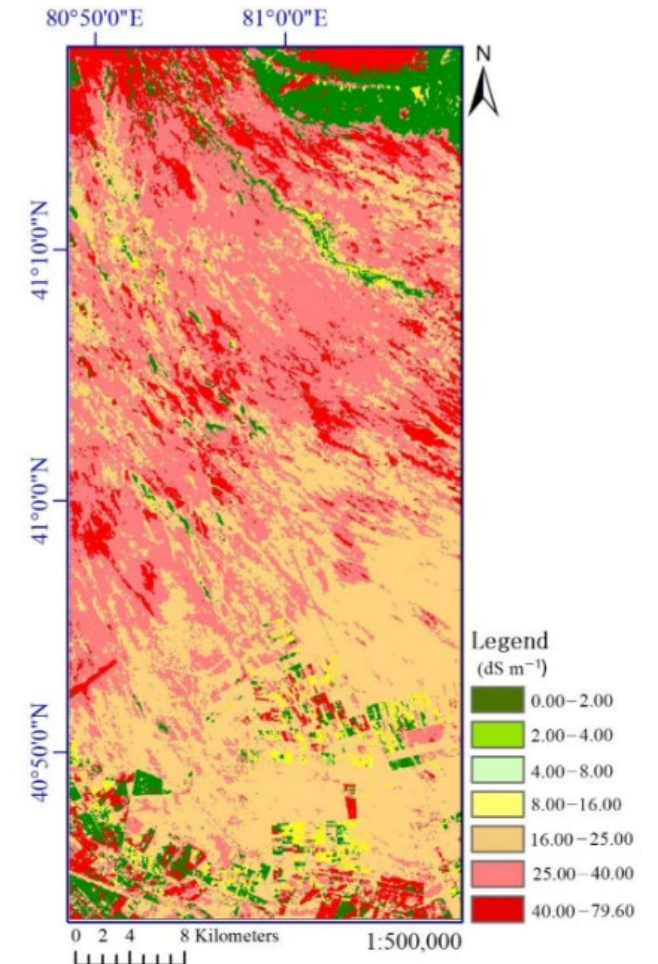 80°50'0"E 81°0'0"E
N
41°10'0"N
41°0'0"N
40°50'0"N
Legend
(dS m⁻¹)
0.00–2.00
2.00–4.00
4.00–8.00
8.00–16.00
16.00–25.00
25.00–40.00
40.00–79.60
0 2 4 8 Kilometers
1:500,000